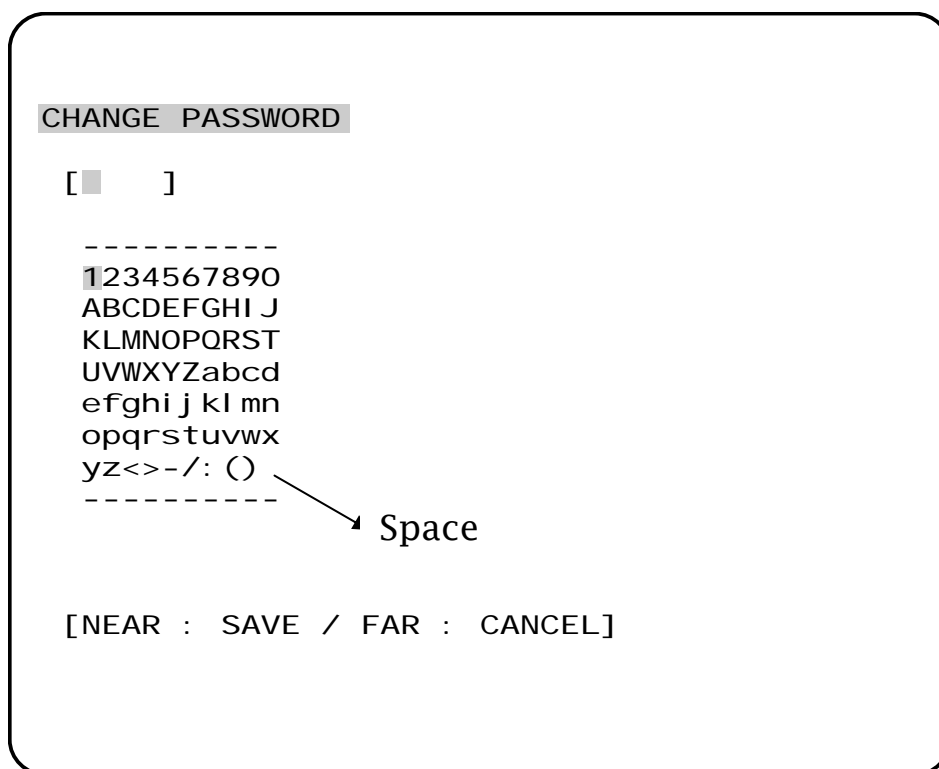 CHANGE PASSWORD
[ ]
----------
1234567890
ABCDEFGHIJ
KLMNOPQRST
UVWXYZabcd
efghijklmn
opqrstuvwx
yz<>-/:()
----------
Space
[NEAR : SAVE / FAR : CANCEL]